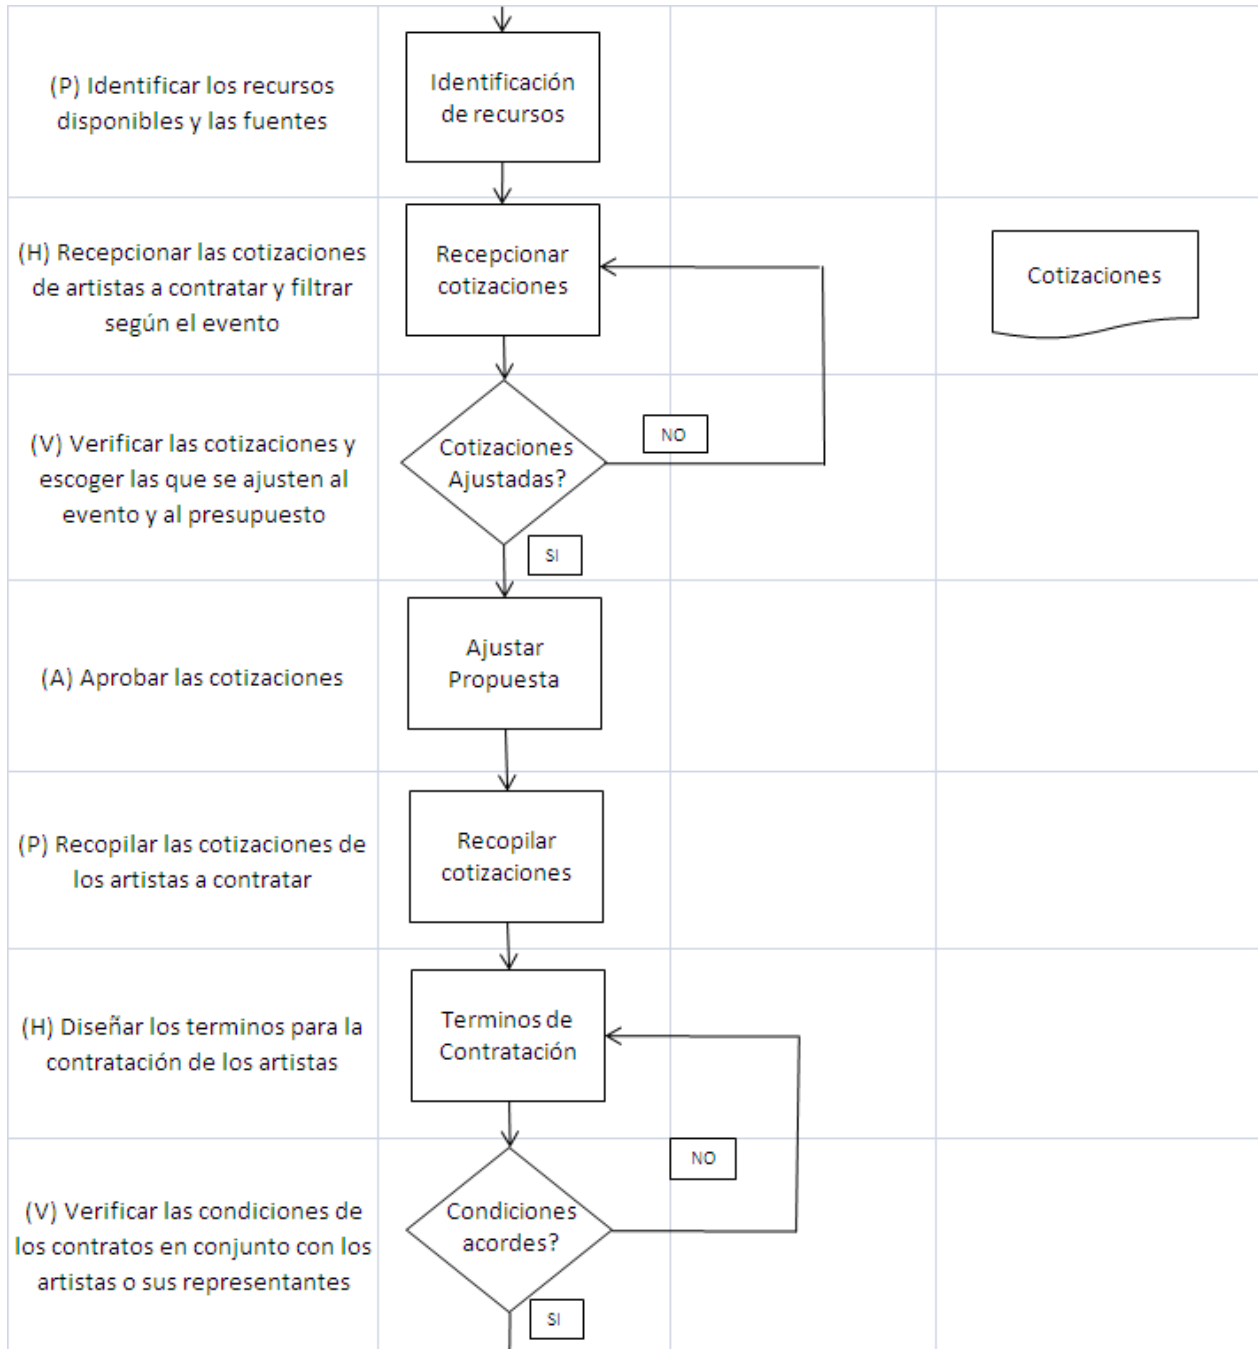 (P) Identificar los recursos
disponibles y las fuentes
Identificación
de recursos
(H) Recepcionar las cotizaciones
de artistas a contratar y filtrar
según el evento
Recepcionar
cotizaciones
Cotizaciones
(V) Verificar las cotizaciones y
escoger las que se ajusten al
evento y al presupuesto
Cotizaciones
Ajustadas?
NO
SI
(A) Aprobar las cotizaciones
Ajustar
Propuesta
(P) Recopilar las cotizaciones de
los artistas a contratar
Recopilar
cotizaciones
(H) Diseñar los terminos para la
contratación de los artistas
Terminos de
Contratación
NO
(V) Verificar las condiciones de
los contratos en conjunto con los
artistas o sus representantes
Condiciones
acordes?
SI